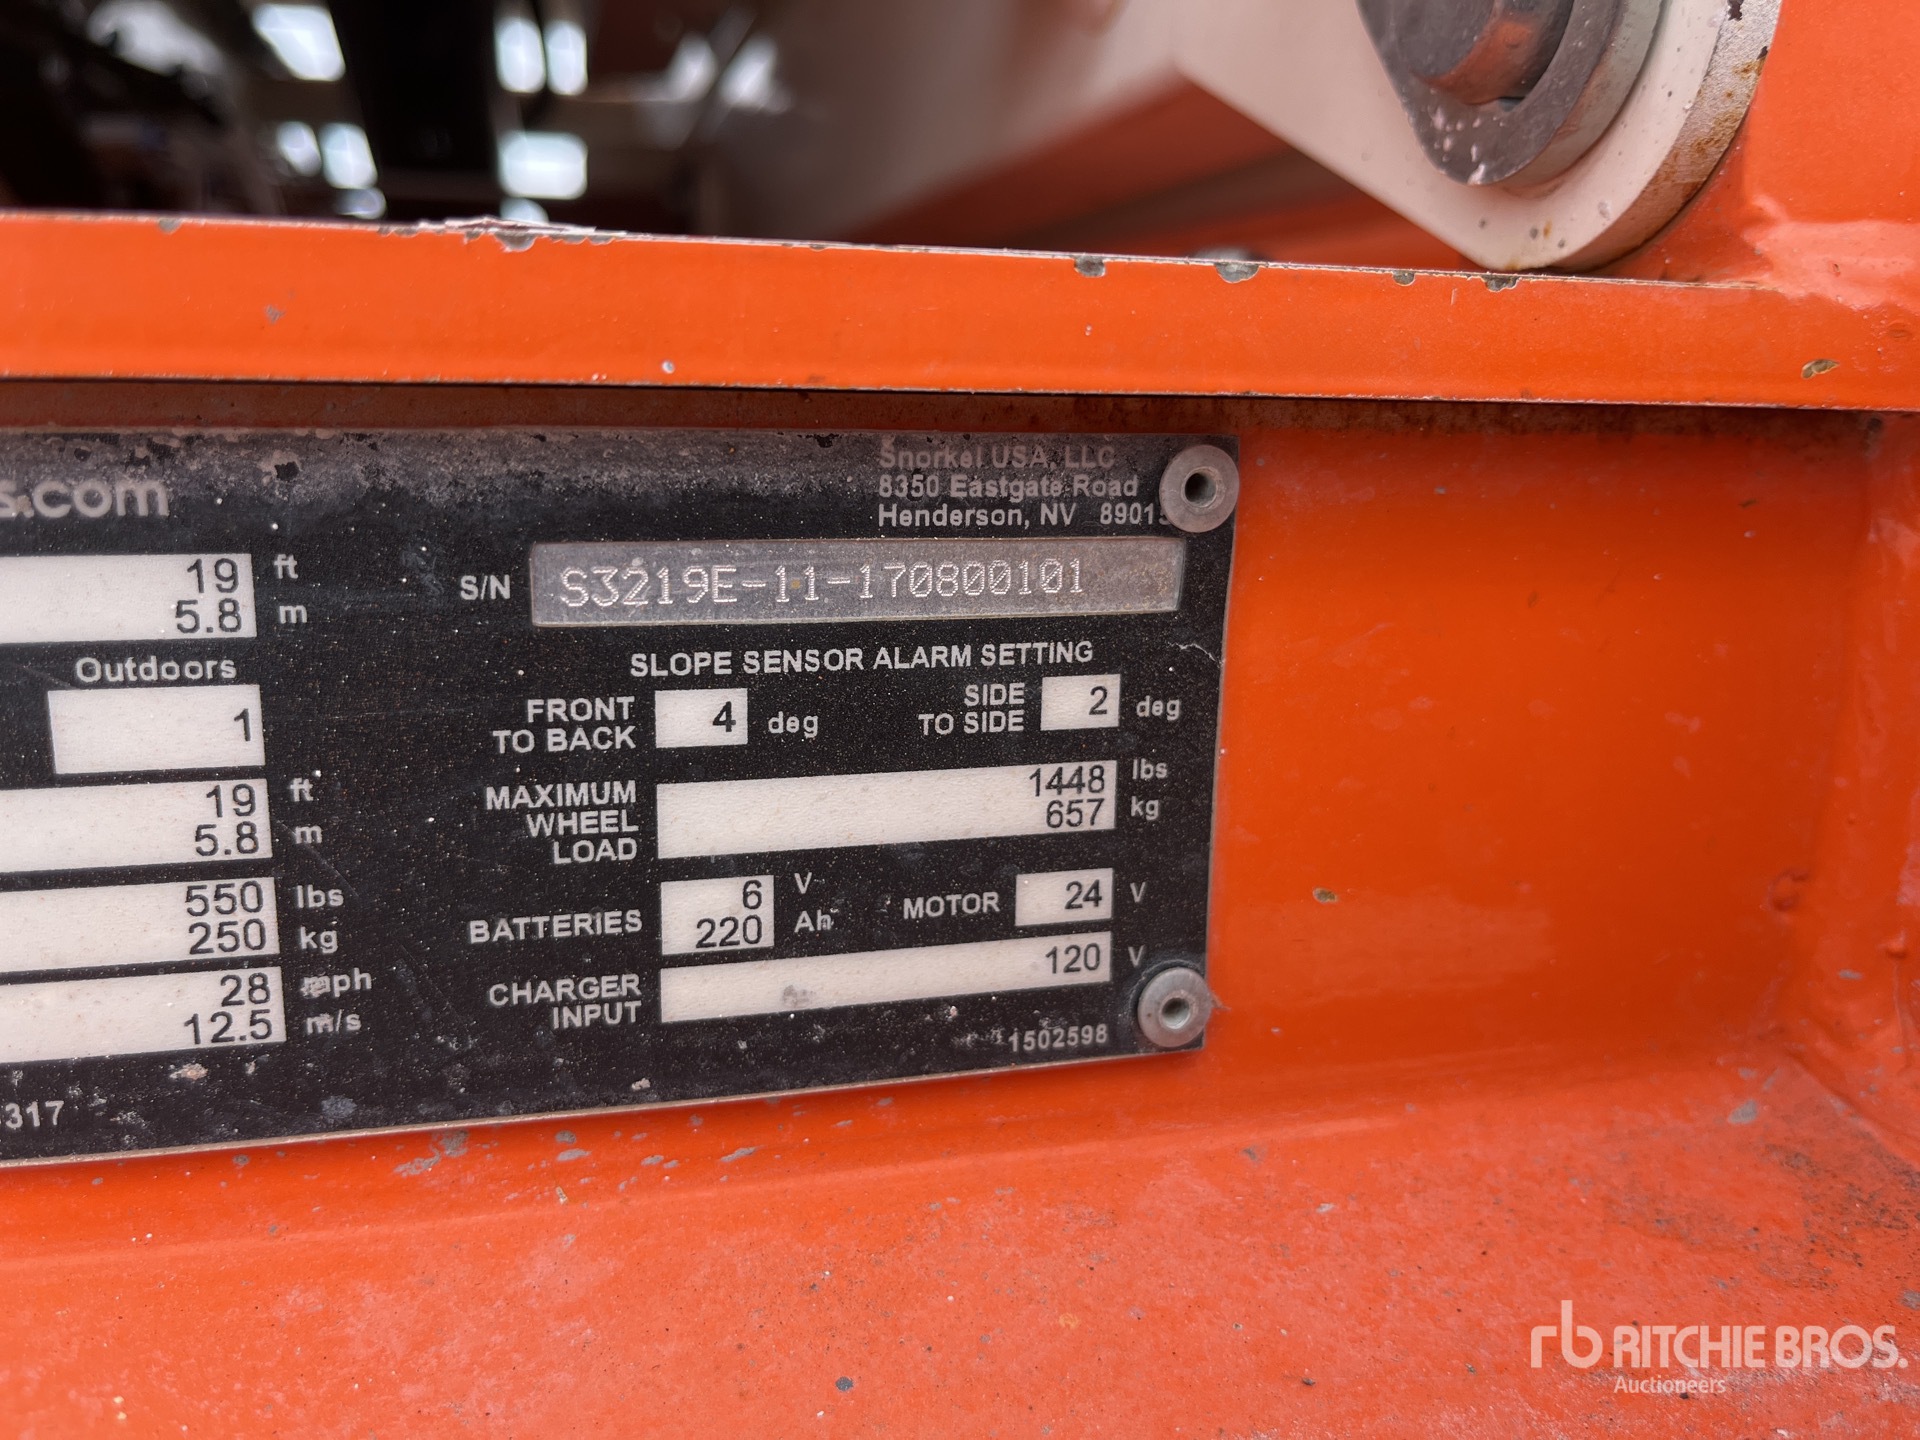 s.com
Snorkel USA, LLC
8350 Eastgate Road
Henderson, NV 89015
19 ft
5.8 m
S/N S3219E-11-170800101
Outdoors
1
SLOPE SENSOR ALARM SETTING
FRONT TO BACK 4 deg
SIDE TO SIDE 2 deg
19 ft
5.8 m
MAXIMUM WHEEL LOAD
1448 lbs
657 kg
550 lbs
250 kg
BATTERIES 6 V
220 Ah
MOTOR 24 V
28 mph
12.5 m/s
CHARGER INPUT 120 V
1502598
317
rb RITCHIE BROS.
Auctioneers